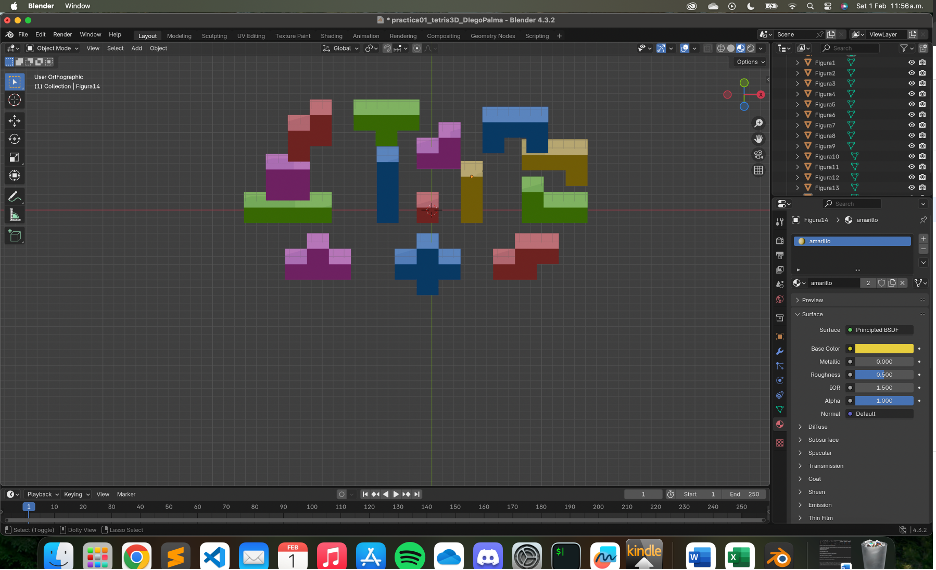 Blender Window Sat 1 Feb 11:56 a.m.
* practica01_tetris3D_DIegoPalma - Blender 4.3.2
File Edit Render Window Help Layout Modeling Sculpting UV Editing Texture Paint Shading Animation Rendering Compositing Geometry Nodes Scripting + Scene ViewLayer
Object Mode View Select Add Object Global Search
Options
User Orthographic
(1) Collection | Figura14
Figura1
Figura2
Figura3
Figura4
Figura5
Figura6
Figura7
Figura8
Figura9
Figura10
Figura11
Figura12
Figura13
X
Search
Figura14 > amarillo
amarillo
amarillo 2
Preview
Surface
Surface Principled BSDF
Base Color
Metallic 0.000
Roughness 0.500
IOR 1.500
Alpha 1.000
Normal Default
Diffuse
Subsurface
Specular
Transmission
Coat
Sheen
Emission
Thin Film
Playback Keying View Marker 1 Start 1 End 250
1 10 20 30 40 50 60 70 80 90 100 110 120 130 140 150 160 170 180 190 200 210 220 230 240 250
Select (Toggle) Dolly View Lasso Select 4.3.2
FEB
1
kindle
W
X